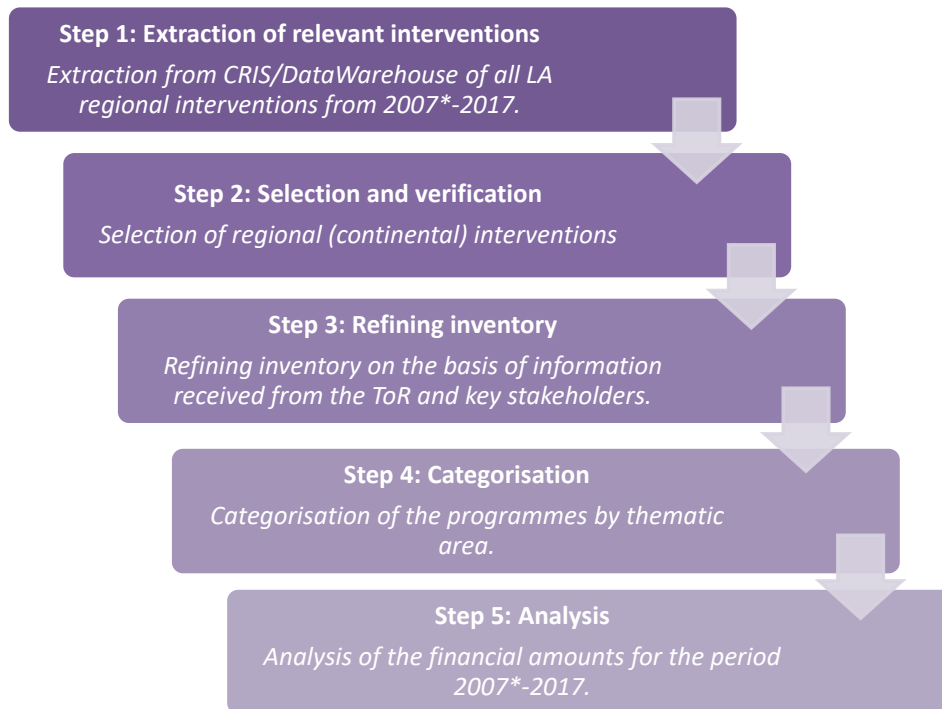 Step 1: Extraction of relevant interventions
Extraction from CRIS/DataWarehouse of all LA
regional interventions from 2007*-2017.
Step 2: Selection and verification
Selection of regional (continental) interventions
Step 3: Refining inventory
Refining inventory on the basis of information
received from the ToR and key stakeholders.
Step 4: Categorisation
Categorisation of the programmes by thematic
area.
Step 5: Analysis
Analysis of the financial amounts for the period
2007*-2017.